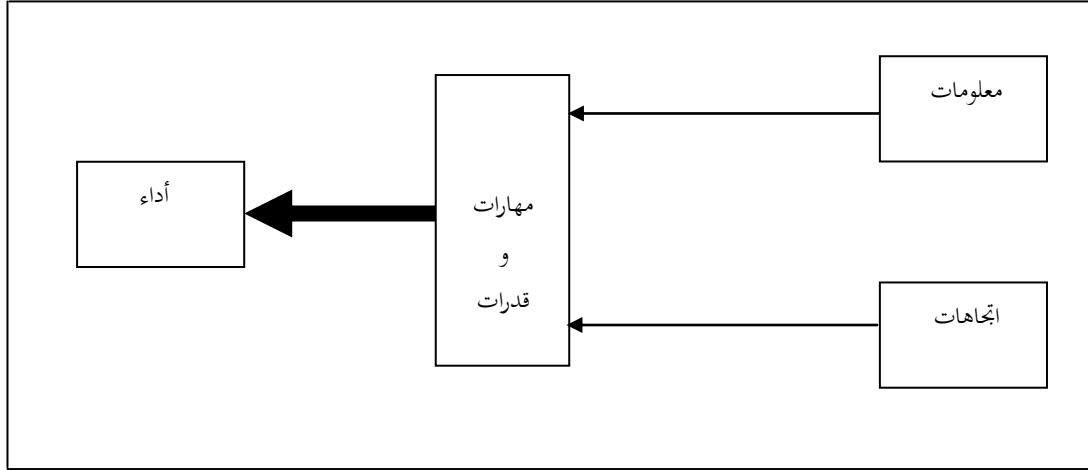 معلومات
مهارات
و
قدرات
أداء
اتجاهات